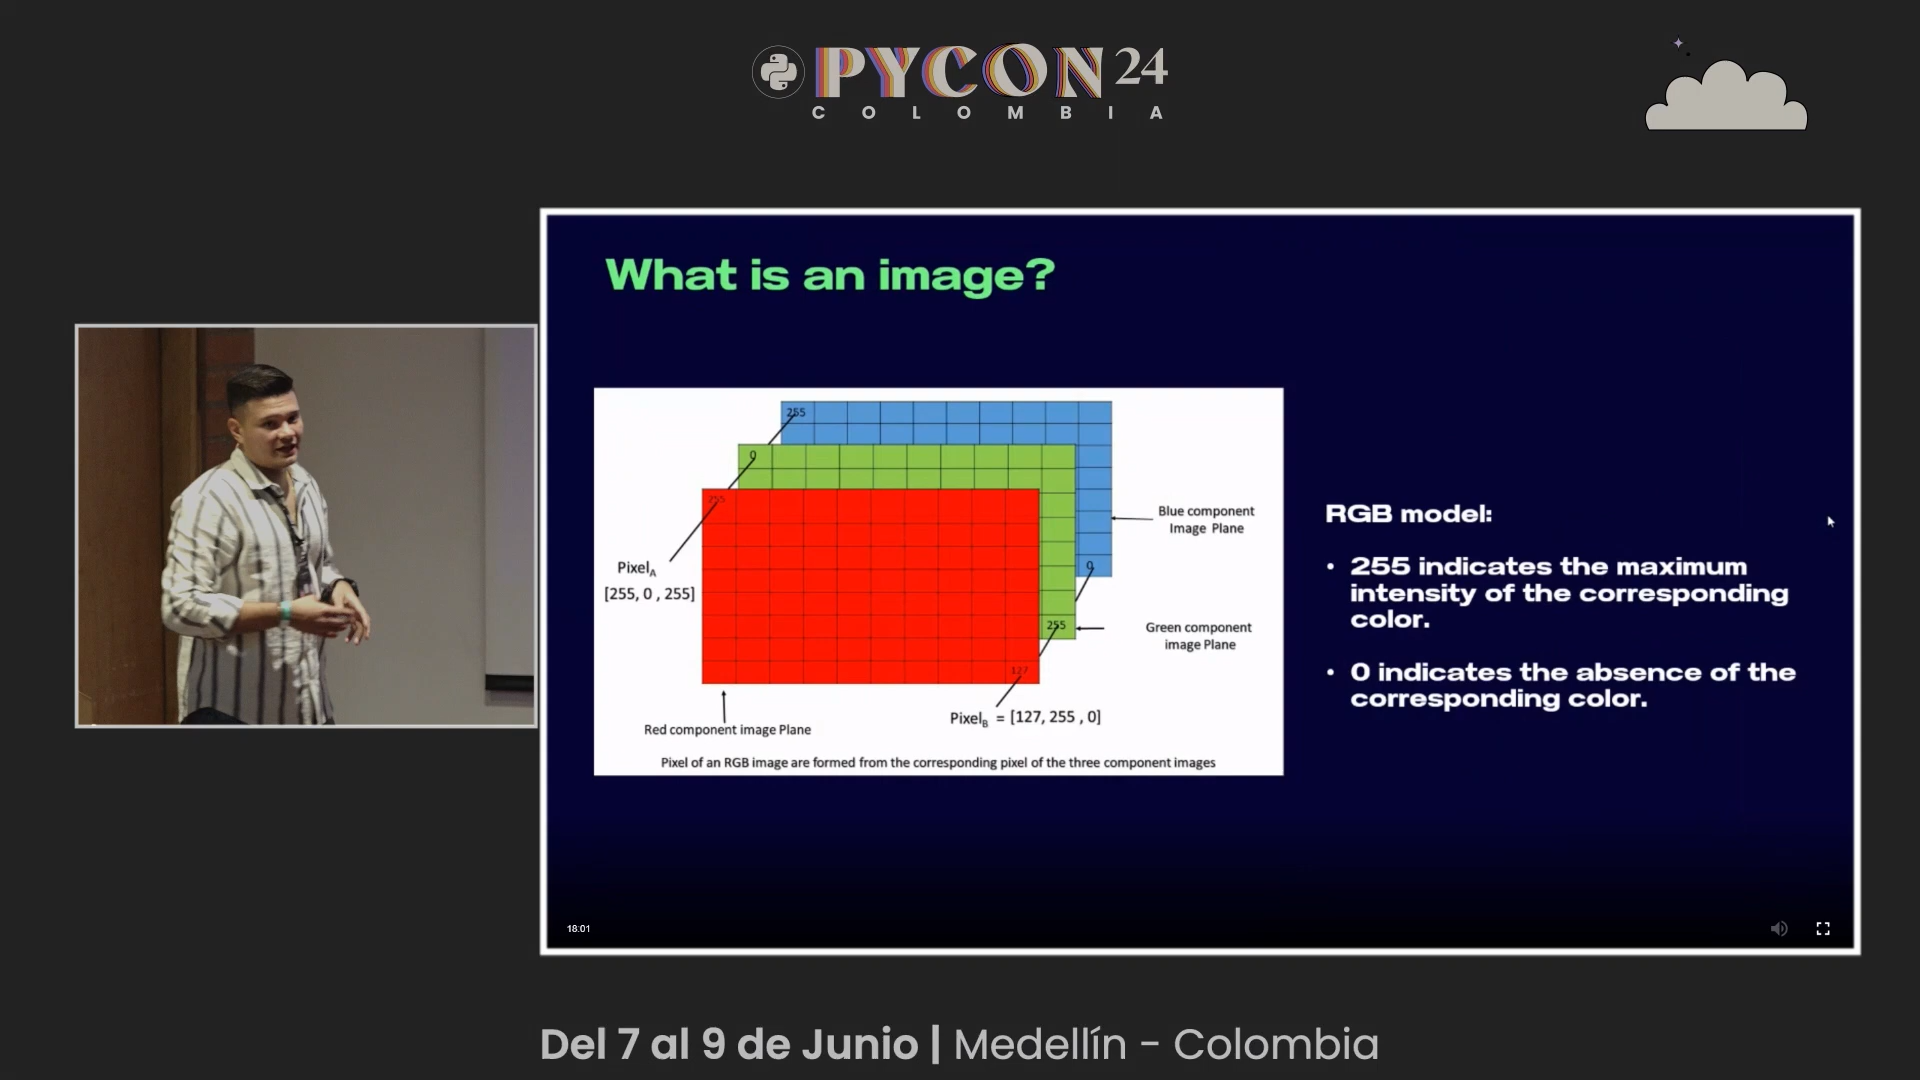 PYCON 24
COLOMBIA
What is an image?
255
0
255
Blue component
Image Plane
Pixel_A
[255, 0 , 255]
0
255
Green component
image Plane
127
Pixel_B = [127, 255 , 0]
Red component image Plane
Pixel of an RGB image are formed from the corresponding pixel of the three component images
RGB model:
• 255 indicates the maximum
intensity of the corresponding
color.
• 0 indicates the absence of the
corresponding color.
18:01
Del 7 al 9 de Junio | Medellín - Colombia